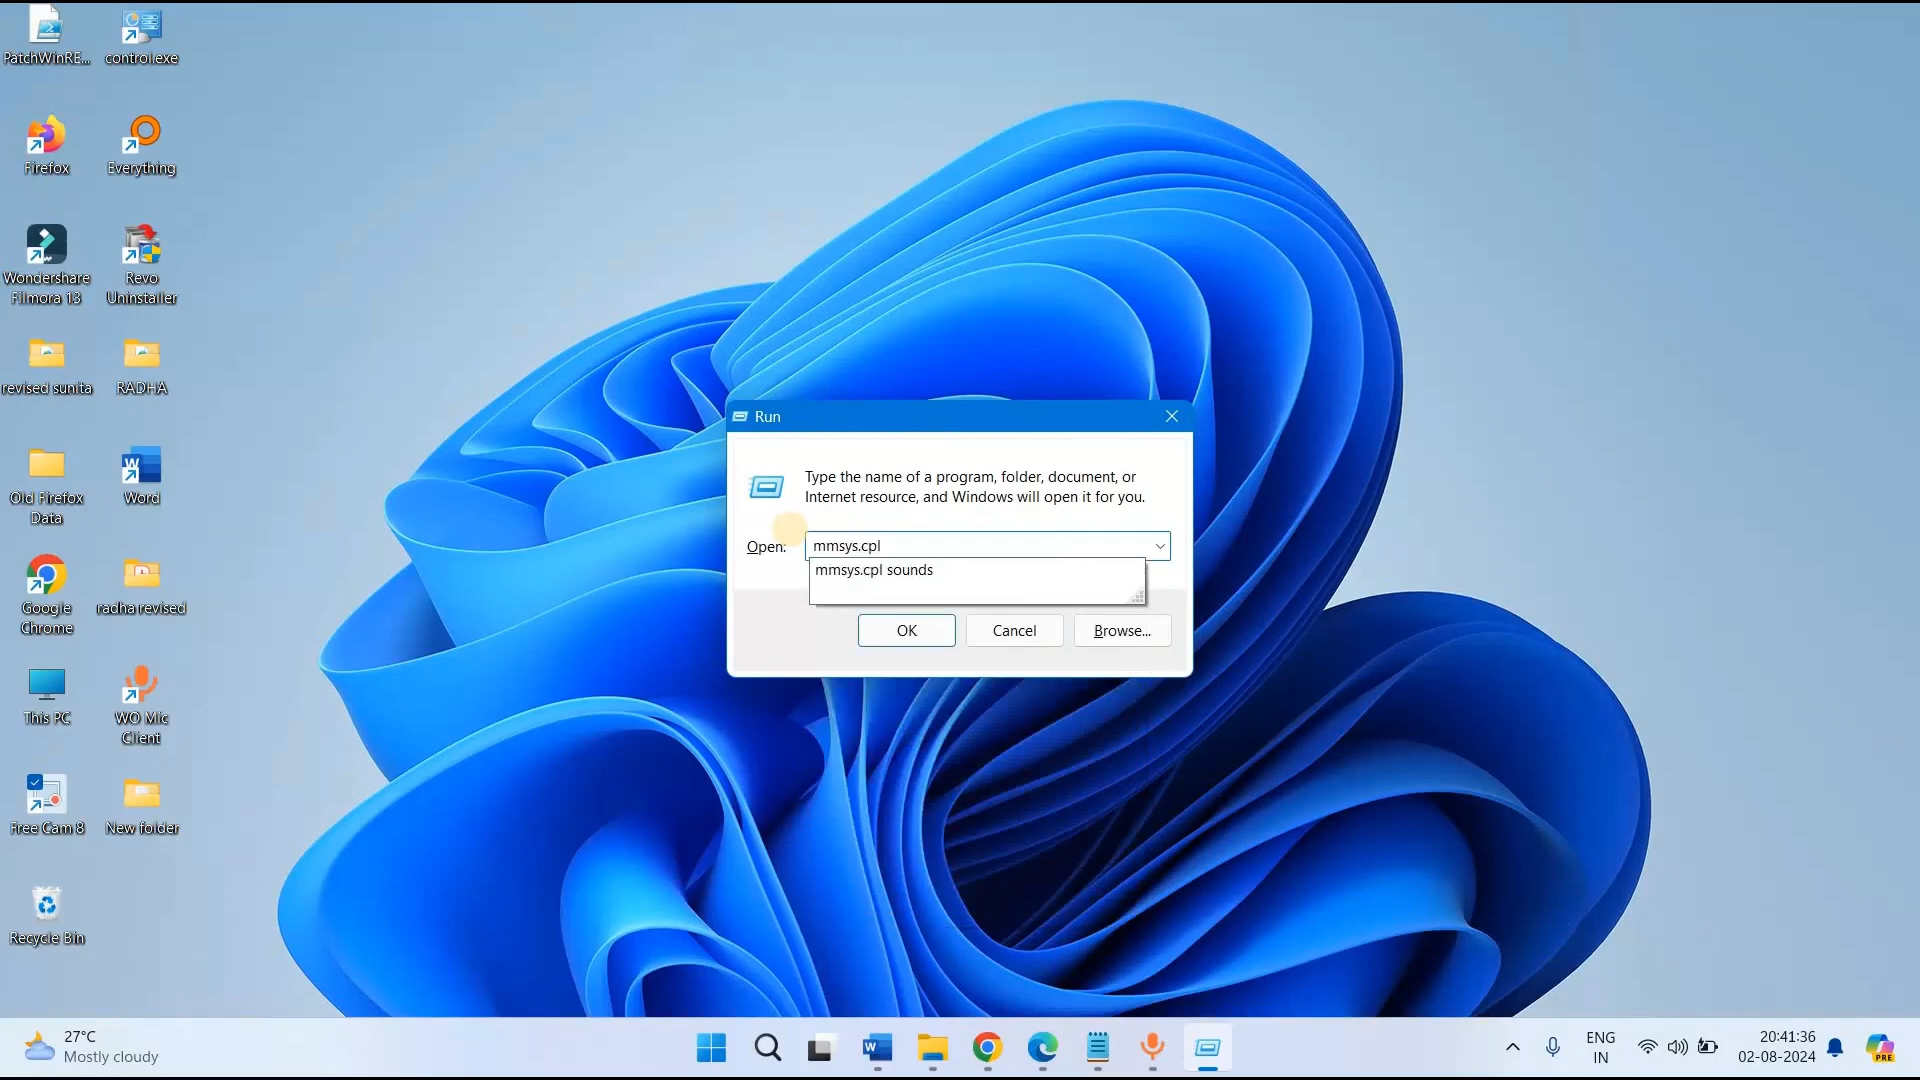 PatchWinRE...
control.exe
Firefox
Everything
Wondershare
Filmora 13
Revo
Uninstaller
revised sunita
RADHA
Old Firefox
Data
Word
Google
Chrome
radha revised
This PC
WO Mic
Client
Free Cam 8
New folder
Recycle Bin
Run
Type the name of a program, folder, document, or
Internet resource, and Windows will open it for you.
Open:
mmsys.cpl
mmsys.cpl sounds
OK
Cancel
Browse...
27°C
Mostly cloudy
ENG
IN
20:41:36
02-08-2024
PRE